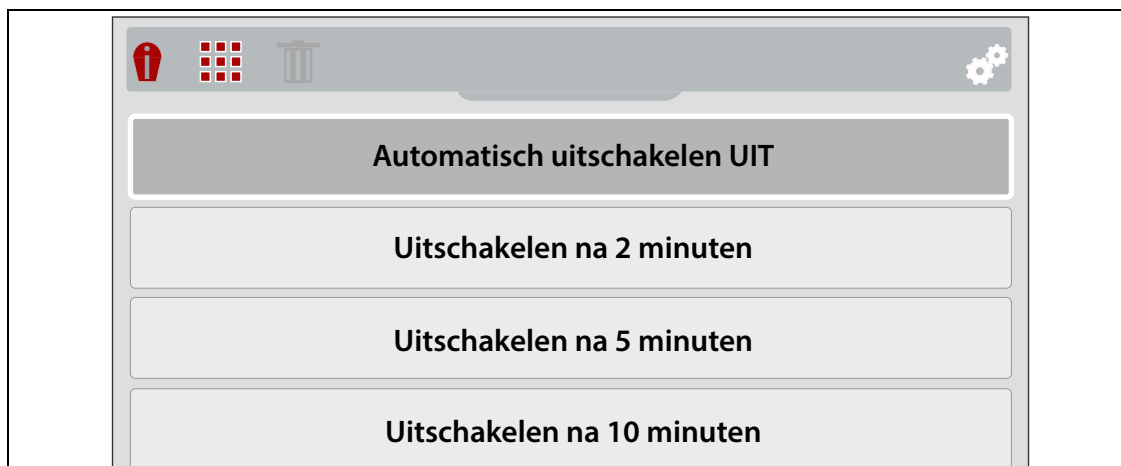 Automatisch uitschakelen UIT
Uitschakelen na 2 minuten
Uitschakelen na 5 minuten
Uitschakelen na 10 minuten